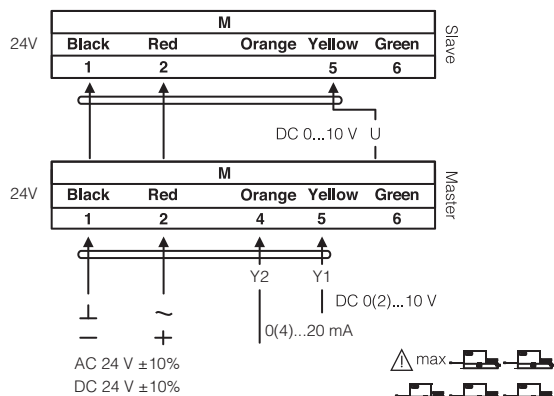 M
24V Black Red Orange Yellow Green
1 2 5 6
Slave
DC 0...10 V U
M
24V Black Red Orange Yellow Green
1 2 4 5 6
Master
Y2 Y1
DC 0(2)...10 V
⊥ ~
− +
0(4)...20 mA
AC 24 V ±10%
DC 24 V ±10%
max